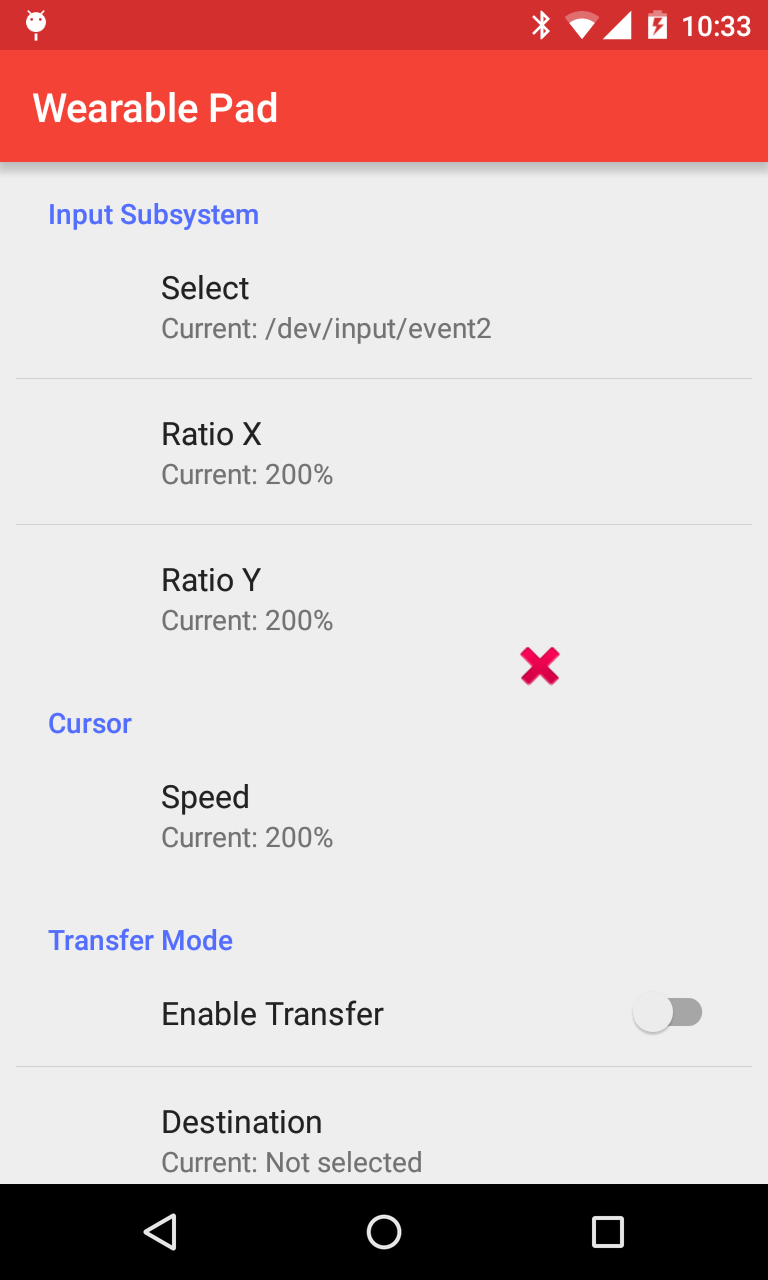 10:33
Wearable Pad
Input Subsystem
Select
Current: /dev/input/event2
Ratio X
Current: 200%
Ratio Y
Current: 200%
Cursor
Speed
Current: 200%
Transfer Mode
Enable Transfer
Destination
Current: Not selected